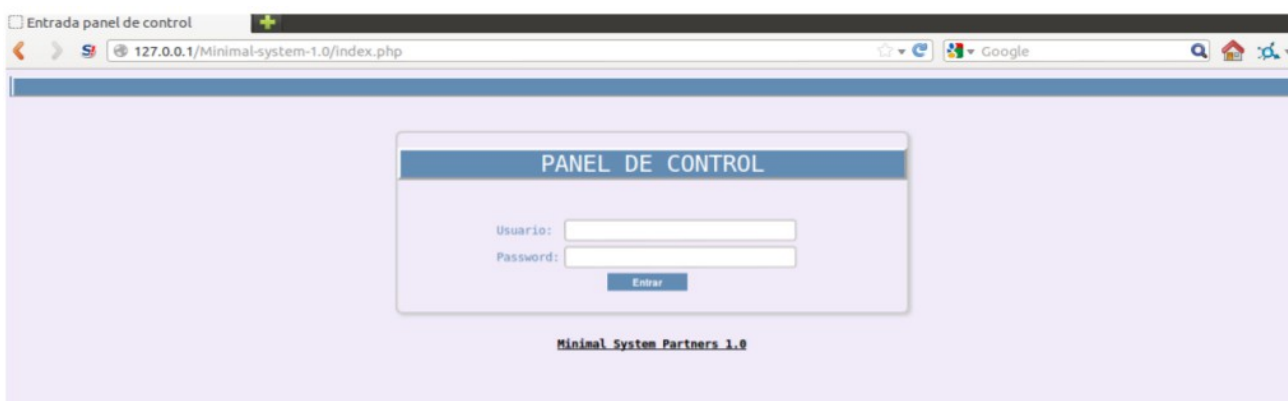 Entrada panel de control
127.0.0.1/Minimal-system-1.0/index.php
Google
PANEL DE CONTROL
Usuario:
Password:
Entrar
Minimal System Partners 1.0